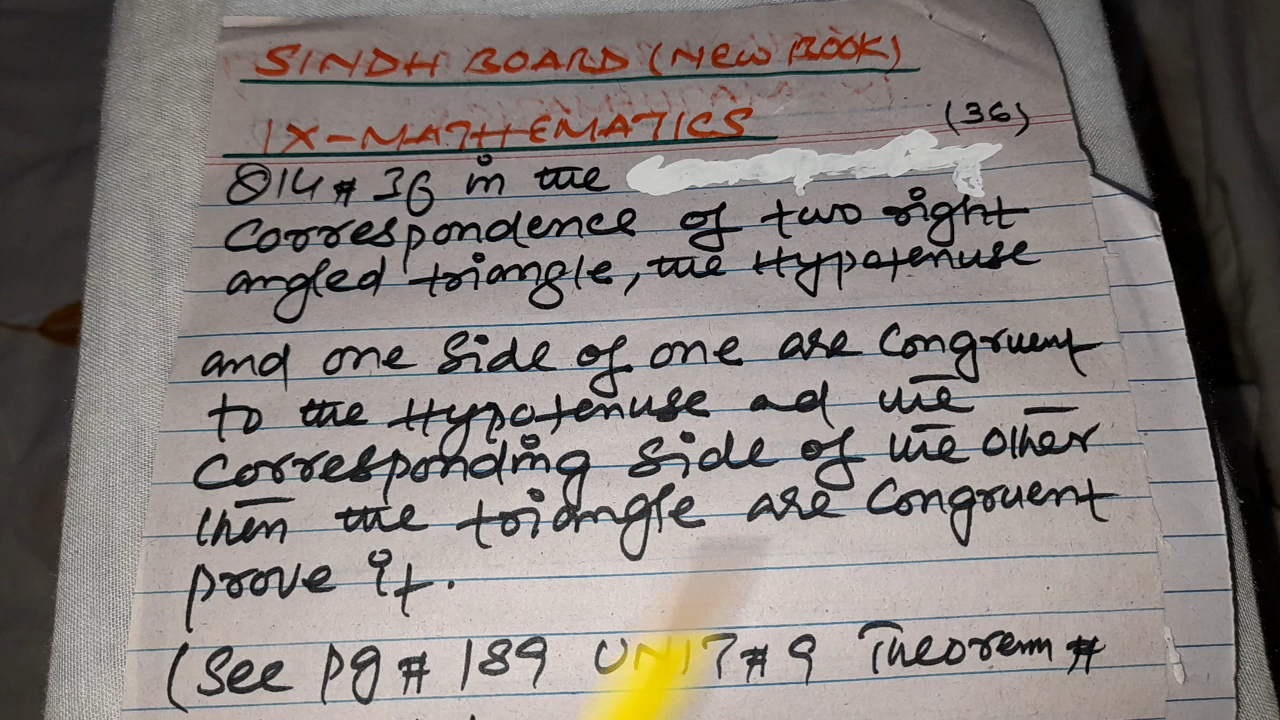 SINDH BOARD (NEW BOOK)
IX-MATHEMATICS (36)
Q14 # 36 in the
Correspondence of two right
angled triangle, the Hypotenuse
and one side of one are Congruent
to the Hypotenuse ad the
Corresponding side of the other
then the triangle are Congruent
prove it.
(See pg # 189 UNIT # 9 Theorem #